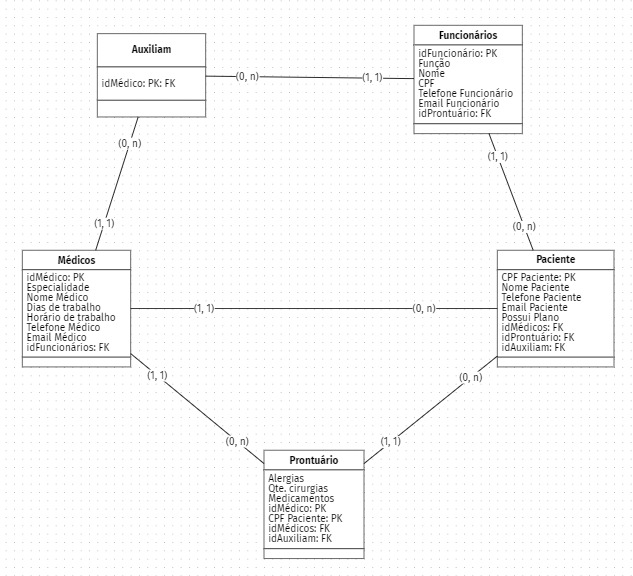 Auxiliam
idMédico: PK: FK
(0, n)
(1, 1)
Funcionários
idFuncionário: PK
Função
Nome
CPF
Telefone Funcionário
Email Funcionário
idProntuário: FK
(0, n)
(1, 1)
(1, 1)
(0, n)
Médicos
idMédico: PK
Especialidade
Nome Médico
Dias de trabalho
Horário de trabalho
Telefone Médico
Email Médico
idFuncionários: FK
(1, 1)
(0, n)
Paciente
CPF Paciente: PK
Nome Paciente
Telefone Paciente
Email Paciente
Possui Plano
idMédicos: FK
idProntuário: FK
idAuxiliam: FK
(1, 1)
(0, n)
(0, n)
(1, 1)
Prontuário
Alergias
Qte. cirurgias
Medicamentos
idMédico: PK
CPF Paciente: PK
idMédicos: FK
idAuxiliam: FK